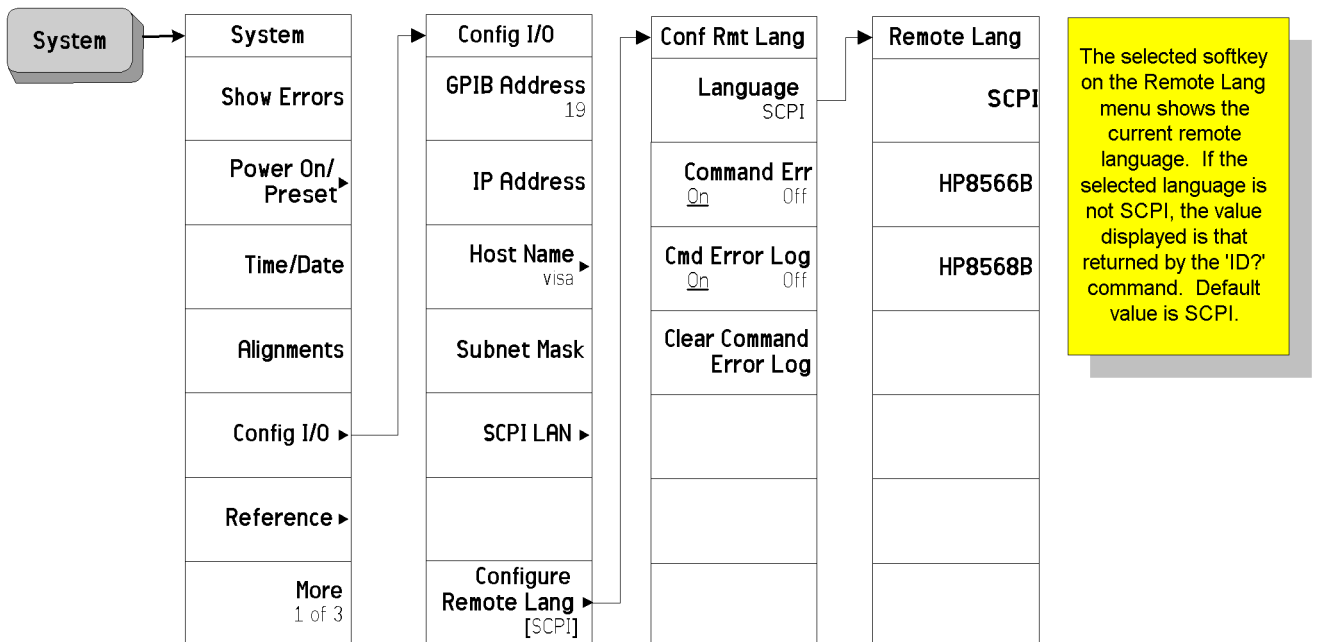 System
System
Show Errors
Power On/
Preset
Time/Date
Alignments
Config I/O
Reference
More
1 of 3
Config I/O
GPIB Address
19
IP Address
Host Name
visa
Subnet Mask
SCPI LAN
Configure
Remote Lang
[SCPI]
Conf Rmt Lang
Language
SCPI
Command Err
On Off
Cmd Error Log
On Off
Clear Command
Error Log
Remote Lang
SCPI
HP8566B
HP8568B
The selected softkey
on the Remote Lang
menu shows the
current remote
language. If the
selected language is
not SCPI, the value
displayed is that
returned by the 'ID?'
command. Default
value is SCPI.